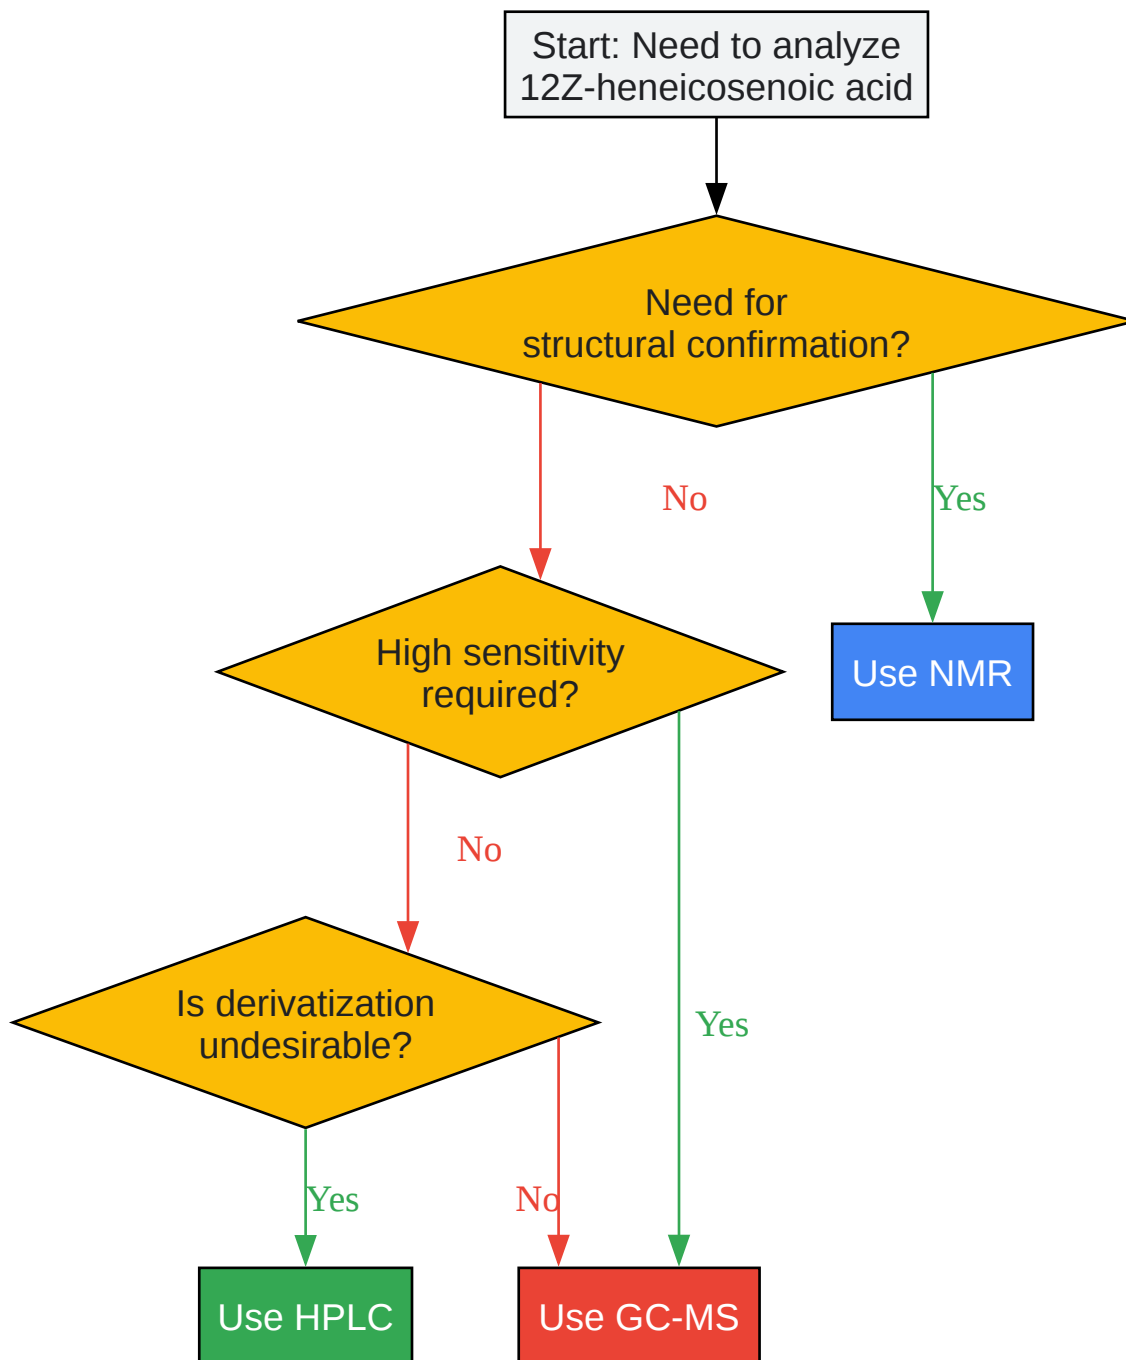 Start: Need to analyze
12Z-heneicosenoic acid
Need for
structural confirmation?
No
Yes
High sensitivity
required?
Use NMR
No
Is derivatization
undesirable?
Yes
Yes
No
Use HPLC
Use GC-MS